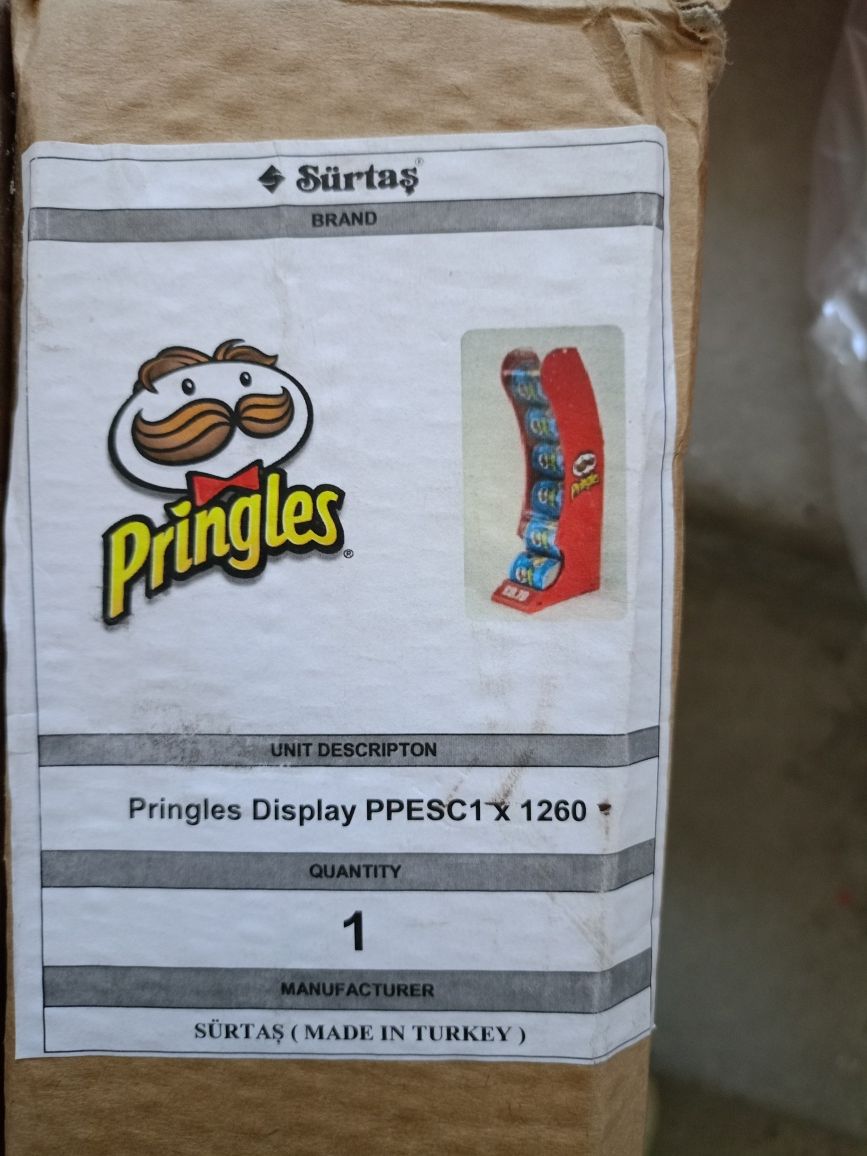 Sürtaş®
BRAND
Pringles®
Pringles
UNIT DESCRIPTON
Pringles Display PPESC1 x 1260
QUANTITY
1
MANUFACTURER
SÜRTAŞ ( MADE IN TURKEY )